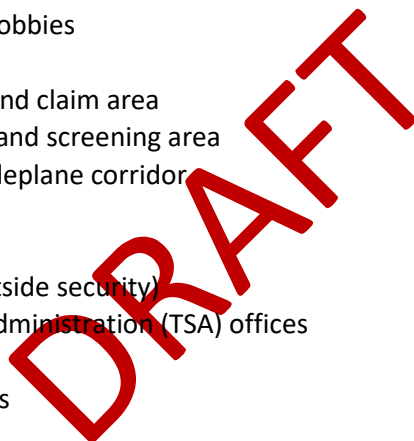 obbies
nd claim area
and screening area
deplane corridor
tside security)
dministration (TSA) offices
s
DRAFT